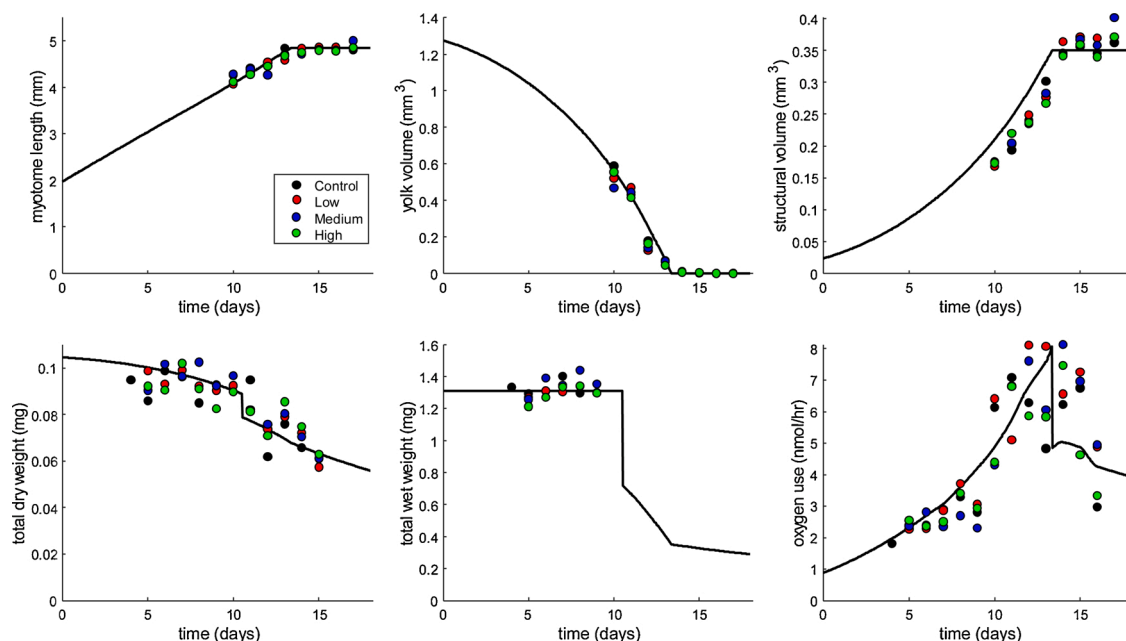 5
4
3
2
1
0
myotome length (mm)
0 5 10 15
time (days)
Control
Low
Medium
High
1.4
1.2
1
0.8
0.6
0.4
0.2
0
yolk volume (mm 3)
0 5 10 15
time (days)
0.4
0.35
0.3
0.25
0.2
0.15
0.1
0.05
0
structural volume (mm 3)
0 5 10 15
time (days)
0.1
0.08
0.06
0.04
0.02
0
total dry weight (mg)
0 5 10 15
time (days)
1.6
1.4
1.2
1
0.8
0.6
0.4
0.2
0
total wet weight (mg)
0 5 10 15
time (days)
8
7
6
5
4
3
2
1
0
oxygen use (nmol/hr)
0 5 10 15
time (days)